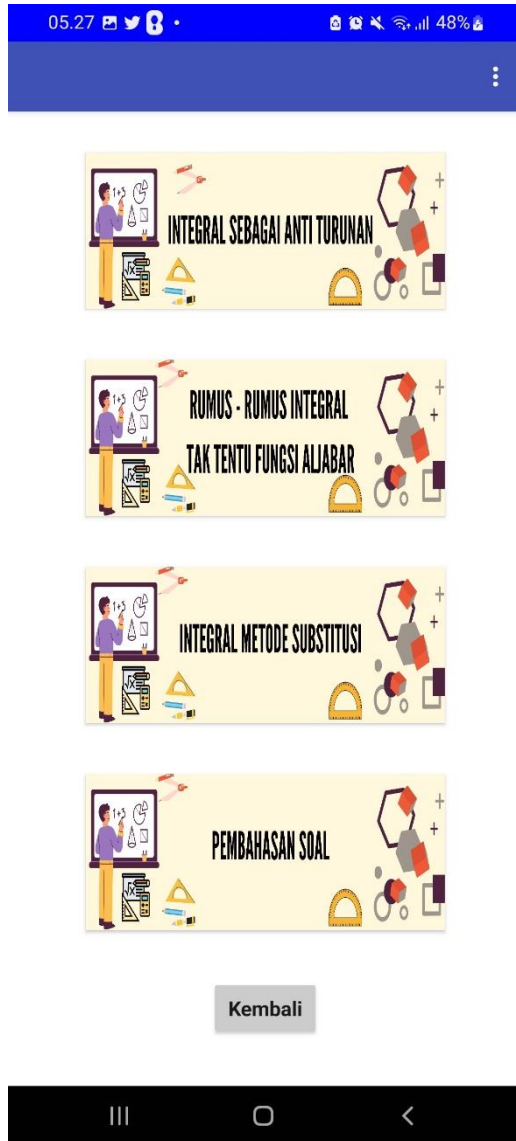 05.27
48%
INTEGRAL SEBAGAI ANTI TURUNAN
RUMUS - RUMUS INTEGRAL
TAK TENTU FUNGSI ALJABAR
INTEGRAL METODE SUBSTITUSI
PEMBAHASAN SOAL
Kembali